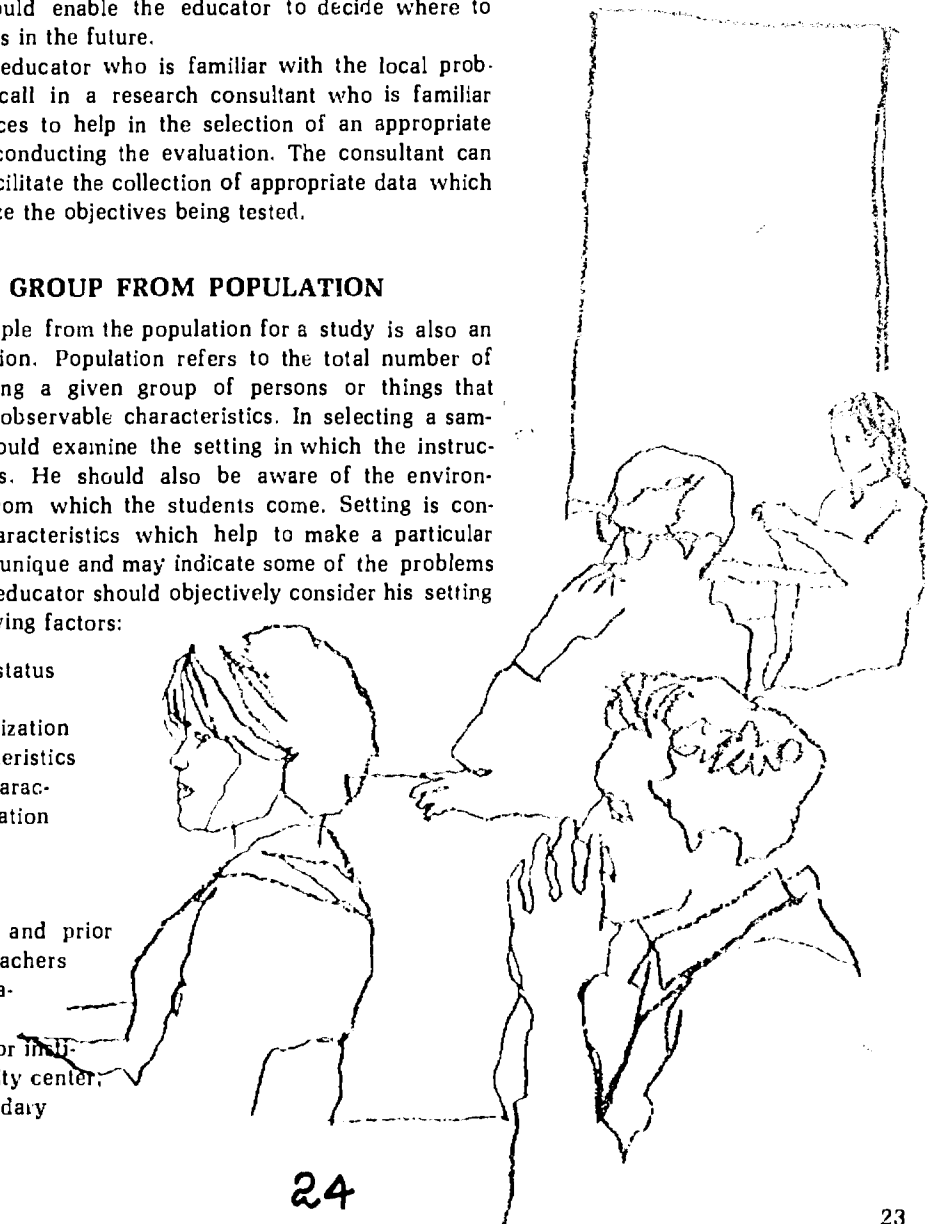 ould enable the educator to decide where to
s in the future.
educator who is familiar with the local prob-
call in a research consultant who is familiar
ces to help in the selection of an appropriate
conducting the evaluation. The consultant can
cilitate the collection of appropriate data which
ce the objectives being tested.
GROUP FROM POPULATION
ple from the population for a study is also an
ion. Population refers to the total number of
ng a given group of persons or things that
observable characteristics. In selecting a sam-
ould examine the setting in which the instruc-
s. He should also be aware of the environ-
om which the students come. Setting is con-
aracteristics which help to make a particular
unique and may indicate some of the problems
educator should objectively consider his setting
ving factors:
status
ization
eristics
arac-
ation
and prior
achers
a-
or insti-
ty center,
dary
24
23